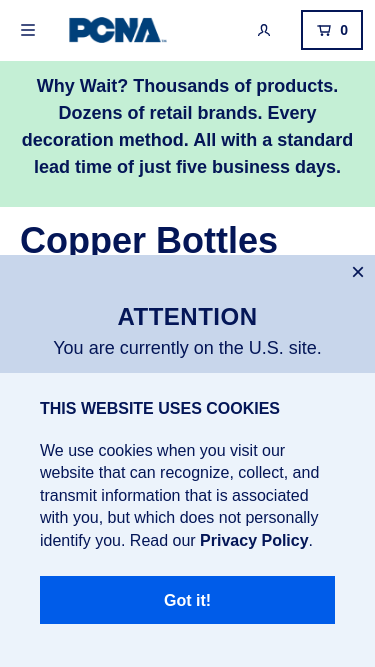 PCNA
0
Why Wait? Thousands of products.
Dozens of retail brands. Every
decoration method. All with a standard
lead time of just five business days.
Copper Bottles
ATTENTION
You are currently on the U.S. site.
THIS WEBSITE USES COOKIES
We use cookies when you visit our
website that can recognize, collect, and
transmit information that is associated
with you, but which does not personally
identify you. Read our Privacy Policy.
Got it!